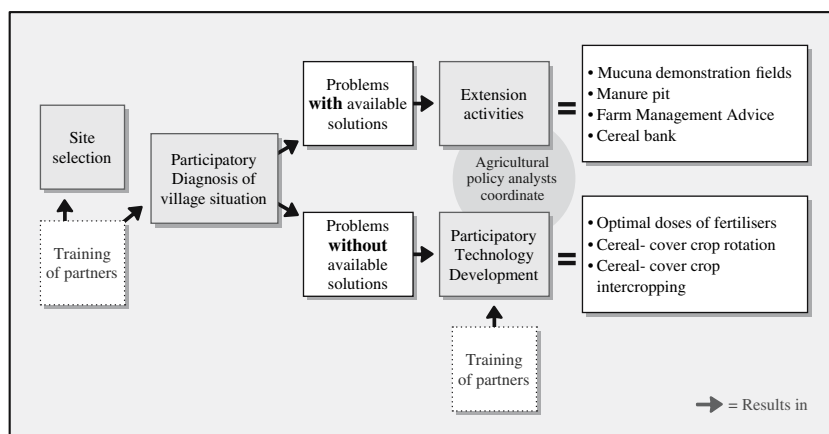 Site
selection
Training
of partners
Participatory
Diagnosis of
village situation
Problems
with available
solutions
Extension
activities
=
• Mucuna demonstration fields
• Manure pit
• Farm Management Advice
• Cereal bank
Agricultural
policy analysts
coordinate
Problems
without
available
solutions
Participatory
Technology
Development
=
• Optimal doses of fertilisers
• Cereal- cover crop rotation
• Cereal- cover crop
intercropping
Training
of partners
= Results in